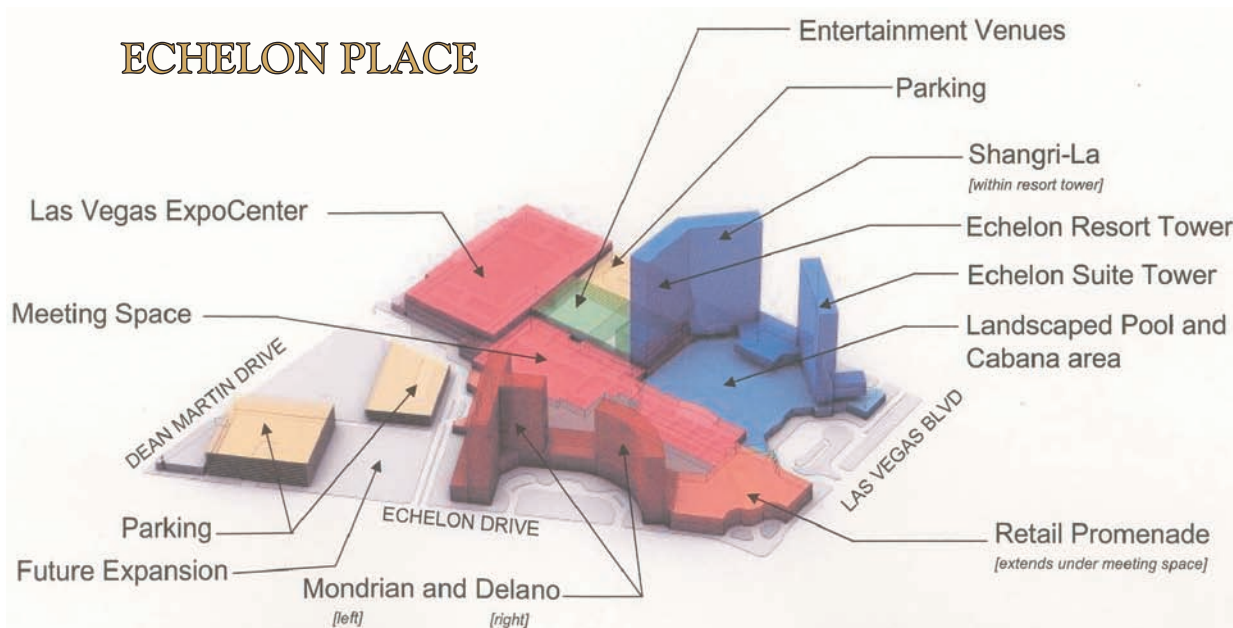 ECHELON PLACE
Entertainment Venues
Parking
Shangri-La
[within resort tower]
Las Vegas ExpoCenter
Echelon Resort Tower
Echelon Suite Tower
Meeting Space
Landscaped Pool and
Cabana area
DEAN MARTIN DRIVE
LAS VEGAS BLVD
Parking
ECHELON DRIVE
Retail Promenade
[extends under meeting space]
Future Expansion
Mondrian and Delano
[left] [right]